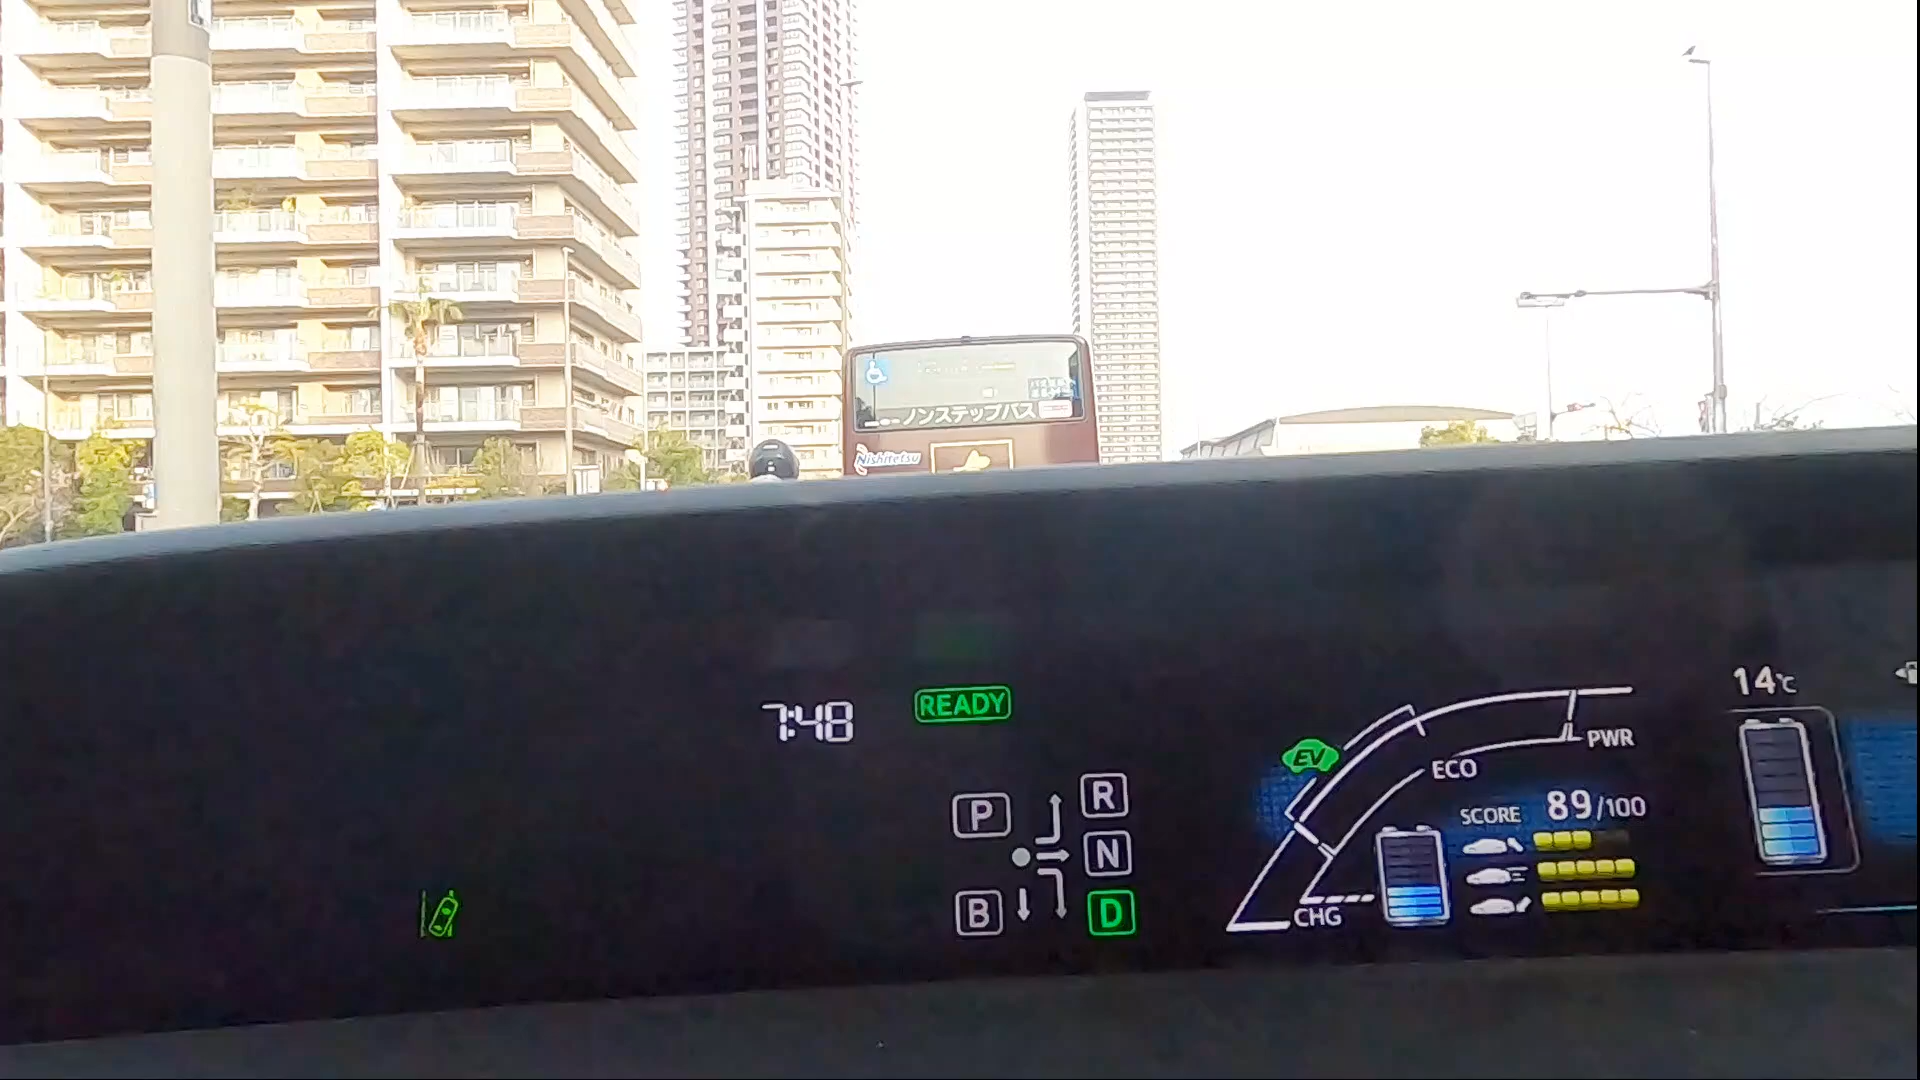 ノンステップバス
Nishitetsu
7:48
READY
P
R
N
B
D
EV
CHG
ECO
PWR
SCORE 89/100
14℃